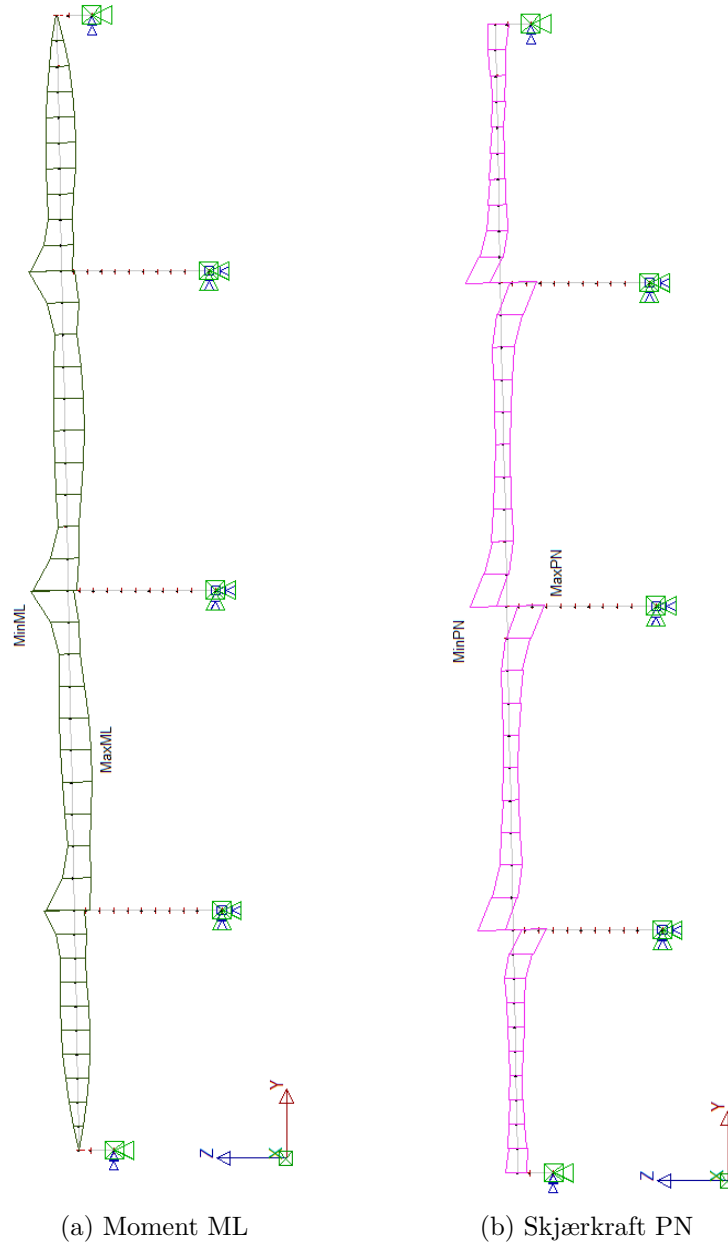 MinML
MaxML
Z
Y
X
(a) Moment ML
MinPN
MaxPN
Z
Y
X
(b) Skjærkraft PN